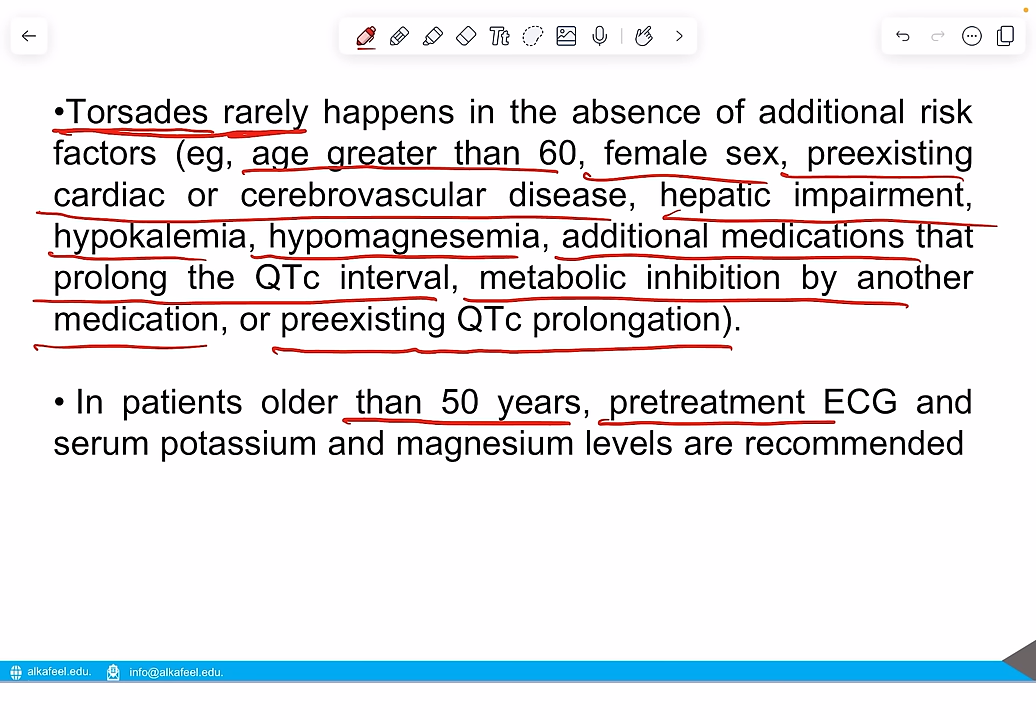 Tt
•Torsades rarely happens in the absence of additional risk
factors (eg, age greater than 60, female sex, preexisting
cardiac or cerebrovascular disease, hepatic impairment,
hypokalemia, hypomagnesemia, additional medications that
prolong the QTc interval, metabolic inhibition by another
medication, or preexisting QTc prolongation).
• In patients older than 50 years, pretreatment ECG and
serum potassium and magnesium levels are recommended
alkafeel.edu. info@alkafeel.edu.